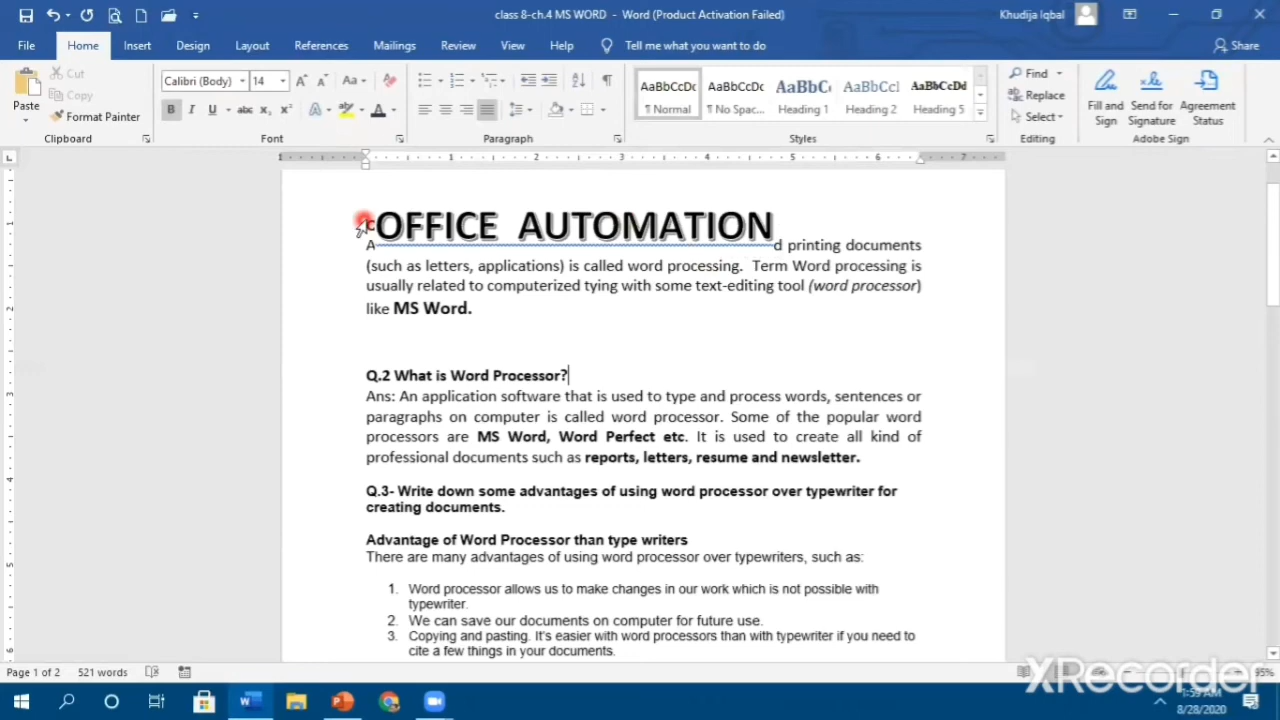 class 8-ch.4 MS WORD - Word (Product Activation Failed)
Khudija Iqbal
File Home Insert Design Layout References Mailings Review View Help Tell me what you want to do Share
Paste
Cut
Copy
Format Painter
Clipboard
Calibri (Body) 14
Font
Paragraph
AaBbCcDc ¶ Normal
AaBbCcDc ¶ No Spac...
AaBbC Heading 1
AaBbCcl Heading 2
AaBbCcDd Heading 5
Styles
Find
Replace
Select
Editing
Fill and Sign
Send for Signature
Agreement Status
Adobe Sign
OFFICE AUTOMATION
A d printing documents
(such as letters, applications) is called word processing. Term Word processing is
usually related to computerized tying with some text-editing tool (word processor)
like MS Word.
Q.2 What is Word Processor?
Ans: An application software that is used to type and process words, sentences or
paragraphs on computer is called word processor. Some of the popular word
processors are MS Word, Word Perfect etc. It is used to create all kind of
professional documents such as reports, letters, resume and newsletter.
Q.3- Write down some advantages of using word processor over typewriter for
creating documents.
Advantage of Word Processor than type writers
There are many advantages of using word processor over typewriters, such as:
1. Word processor allows us to make changes in our work which is not possible with
typewriter.
2. We can save our documents on computer for future use.
3. Copying and pasting. It's easier with word processors than with typewriter if you need to
cite a few things in your documents.
Page 1 of 2 521 words 95%
XRecorder
1:59 AM
8/28/2020